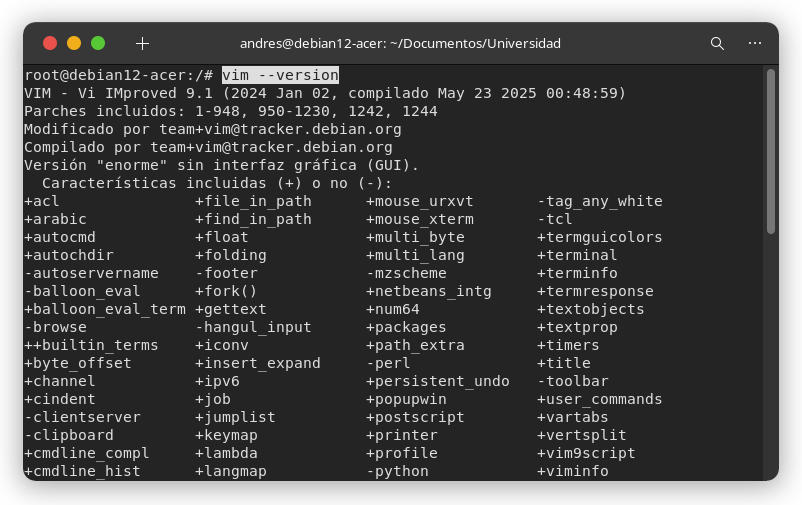 andres@debian12-acer: ~/Documentos/Universidad
root@debian12-acer:/# vim --version
VIM - Vi IMproved 9.1 (2024 Jan 02, compilado May 23 2025 00:48:59)
Parches incluidos: 1-948, 950-1230, 1242, 1244
Modificado por team+vim@tracker.debian.org
Compilado por team+vim@tracker.debian.org
Versión "enorme" sin interfaz gráfica (GUI).
  Características incluidas (+) o no (-):
+acl               +file_in_path      +mouse_urxvt       -tag_any_white
+arabic            +find_in_path      +mouse_xterm       -tcl
+autocmd           +float             +multi_byte        +termguicolors
+autochdir         +folding           +multi_lang        +terminal
-autoservername    -footer            -mzscheme          +terminfo
-balloon_eval      +fork()            +netbeans_intg     +termresponse
+balloon_eval_term +gettext           +num64             +textobjects
-browse            -hangul_input      +packages          +textprop
++builtin_terms    +iconv             +path_extra        +timers
+byte_offset       +insert_expand     -perl              +title
+channel           +ipv6              +persistent_undo   -toolbar
+cindent           +job               +popupwin          +user_commands
-clientserver      +jumplist          +postscript        +vartabs
-clipboard         +keymap            +printer           +vertsplit
+cmdline_compl     +lambda            +profile           +vim9script
+cmdline_hist      +langmap           -python            +viminfo